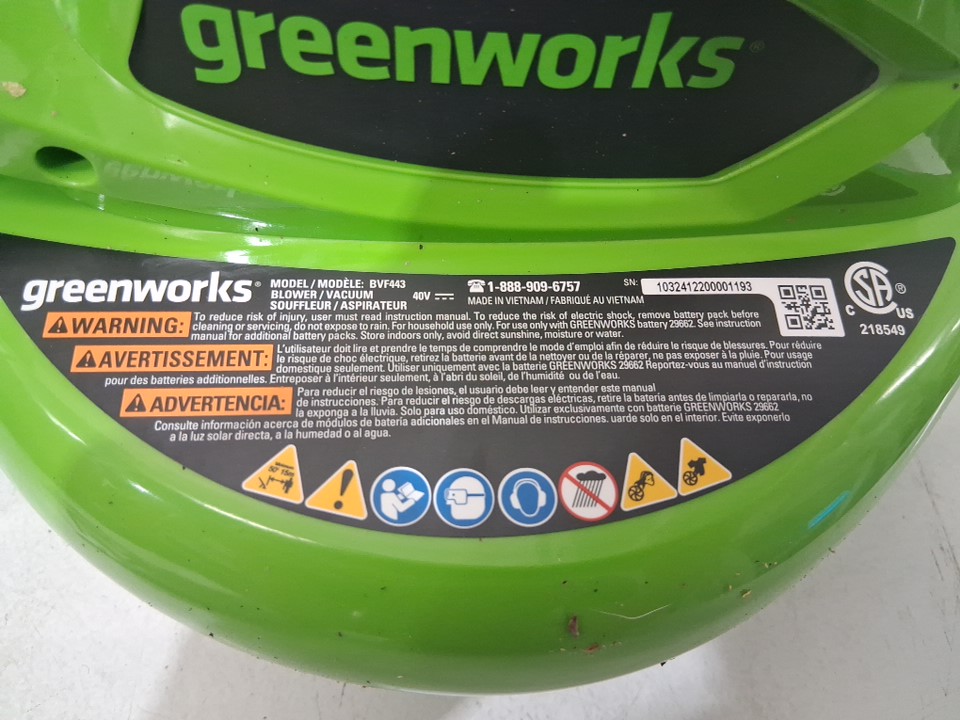 greenworks®
greenworks®
MODEL / MODÈLE: BVF443
BLOWER / VACUUM
SOUFFLEUR / ASPIRATEUR
40V
1-888-909-6757
MADE IN VIETNAM / FABRIQUÉ AU VIETNAM
SN: 1032412200001193
C US ®
218549
WARNING: To reduce risk of injury, user must read instruction manual. To reduce the risk of electric shock, remove battery pack before
cleaning or servicing, do not expose to rain. For household use only. For use only with GREENWORKS battery 29662. See instruction
manual for additional battery packs. Store indoors only, avoid direct sunshine, moisture or water.
AVERTISSEMENT: L'utilisateur doit lire et prendre le temps de comprendre le mode d'emploi afin de réduire le risque de blessures. Pour réduire
le risque de choc électrique, retirez la batterie avant de la nettoyer ou de la réparer, ne pas exposer à la pluie. Pour usage
domestique seulement. Utiliser uniquement avec la batterie GREENWORKS 29662 Reportez-vous au manuel d'instruction
pour des batteries additionnelles. Entreposer à l'intérieur seulement, à l'abri du soleil, de l'humidité ou de l'eau.
ADVERTENCIA: Para reducir el riesgo de lesiones, el usuario debe leer y entender este manual
de instrucciones. Para reducir el riesgo de descargas eléctricas, retire la batería antes de limpiarla o repararla, no
la exponga a la lluvia. Solo para uso doméstico. Utilizar exclusivamente con batería GREENWORKS 29662
Consulte información acerca de módulos de batería adicionales en el Manual de instrucciones. uarde solo en el interior. Evite exponerlo
a la luz solar directa, a la humedad o al agua.
50' 15m